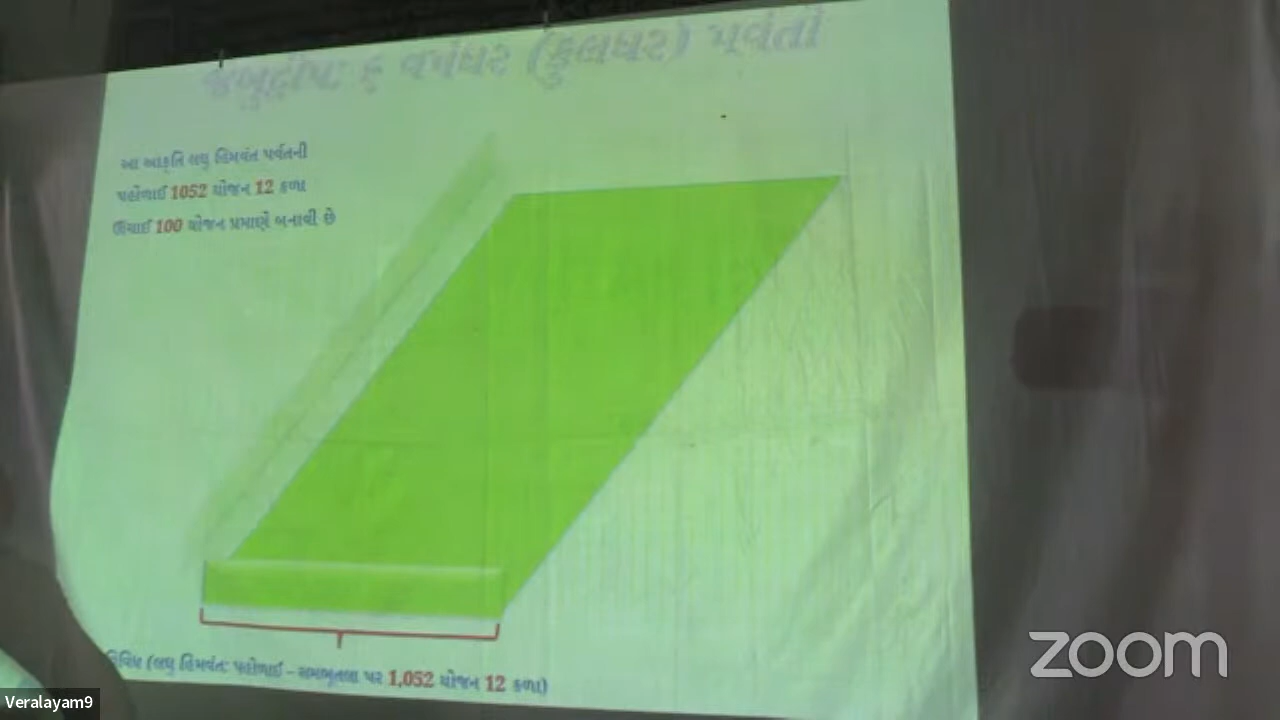 જંબુદ્વીપ: ૬ વર્ષધર (કુલધર) પર્વતો
આ આકૃતિ લઘુ હિમવંત પર્વતની
પહોળાઈ 1052 યોજન 12 કળા
ઊંચાઈ 100 યોજન પ્રમાણે બનાવી છે
(લઘુ હિમવંત: પહોળાઈ – સમભૂતલા પર 1,052 યોજન 12 કળા)
zoom
Veralayam9